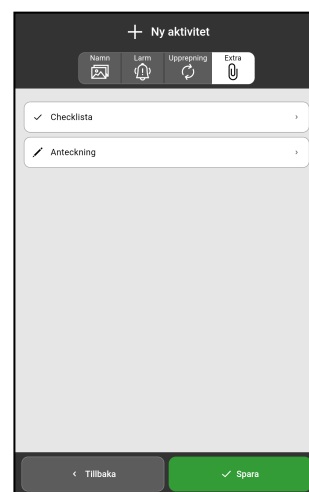 Ny aktivitet
Namn
Larm
Upprepning
Extra
Checklista
Anteckning
Tillbaka
Spara